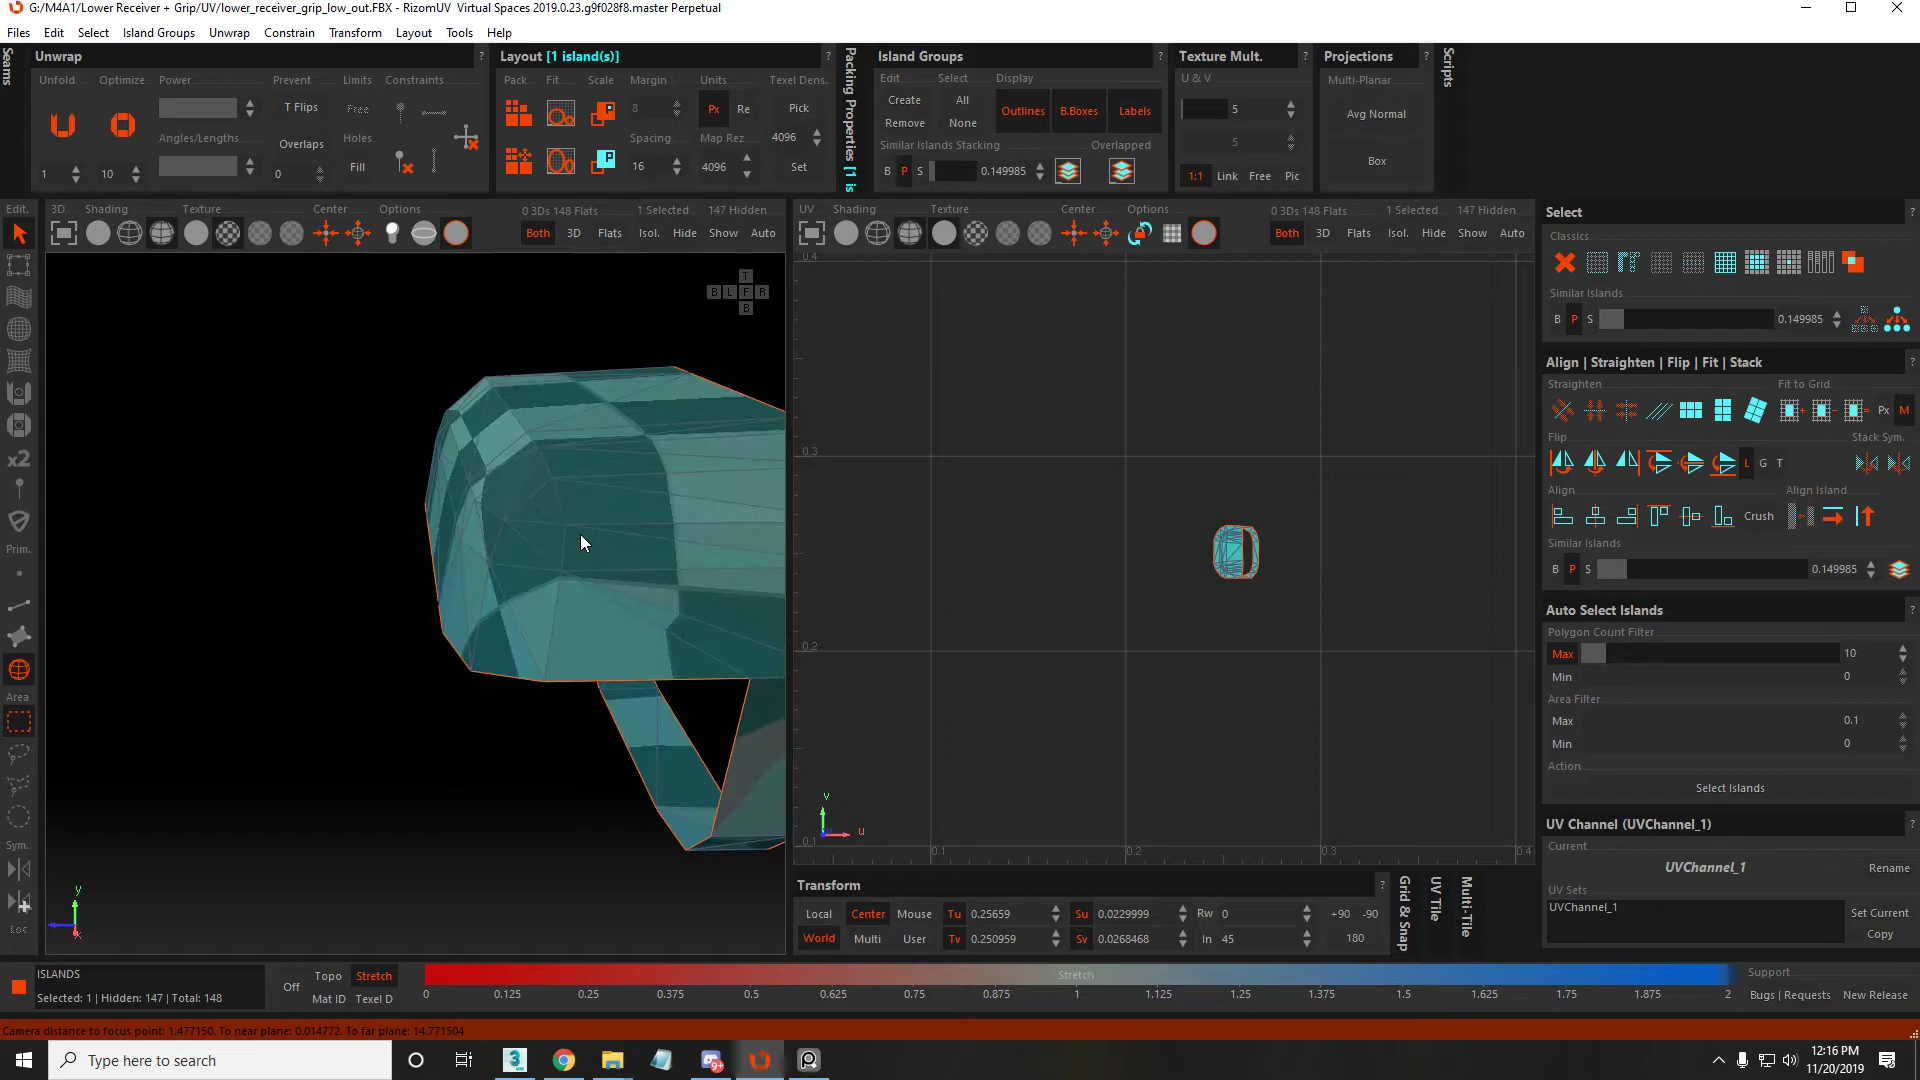 G:/M4A1/Lower Receiver + Grip/UV/lower_receiver_grip_low_out.FBX - RizomUV  Virtual Spaces 2019.0.23.g9f028f8.master Perpetual
Files Edit Select Island Groups Unwrap Constrain Transform Layout Tools Help
Seams
Unwrap ?
Unfold Optimize Power Prevent Limits Constraints
T Flips Free
Angles/Lengths Holes:
Overlaps Fill
1 10 0
Layout [1 island(s)] ?
Pack Fit Scale Margin Units Texel Dens.
8 Px Re Pick
Spacing Map Rez 4096
16 4096 Set
Packing Properties [1 is
Island Groups ?
Edit Select Display
Create All Outlines B.Boxes Labels
Remove None
Similar Islands Stacking Overlapped
B P S 0.149985
Texture Mult. ?
U & V
5
5
1:1 Link Free Pic
Projections ?
Multi-Planar
Avg Normal
Box
Scripts
Edit. 3D Shading Texture Center Options 0 3Ds 148 Flats 1 Selected 147 Hidden
Both 3D Flats Isol. Hide Show Auto
UV Shading Texture Center Options 0 3Ds 148 Flats 1 Selected 147 Hidden
Both 3D Flats Isol. Hide Show Auto
x2
Prim.
Area
Sym.
Loc
T
B L F R
B
y
x
0.4
0.3
0.2
0.1
0.1 0.2 0.3 0.4
v
u
Select ?
Classics
Similar Islands
B P S 0.149985
Align | Straighten | Flip | Fit | Stack ?
Straighten Fit to Grid
Px M
Flip Stack Sym.
L G T
Align Align Island
Crush
Similar Islands
B P S 0.149985
Auto Select Islands ?
Polygon Count Filter
Max 10
Min 0
Area Filter
Max 0.1
Min 0
Action
Select Islands
UV Channel (UVChannel_1) ?
Current
UVChannel_1 Rename
UV Sets
UVChannel_1 Set Current
Copy
Transform ?
Local Center Mouse Tu 0.25659 Su 0.0229999 Rw 0 +90 -90
World Multi User Tv 0.250959 Sv 0.0268468 In 45 180
Grid & Snap
UV Tile
Multi-Tile
ISLANDS
Selected: 1 | Hidden: 147 | Total: 148
Off Topo Stretch
Mat ID Texel D
Stretch
0 0.125 0.25 0.375 0.5 0.625 0.75 0.875 1 1.125 1.25 1.375 1.5 1.625 1.75 1.875 2
Support
Bugs | Requests New Release
Camera distance to focus point: 1.477150. To near plane: 0.014772. To far plane: 14.771504
Type here to search
3
9+
12:16 PM
11/20/2019